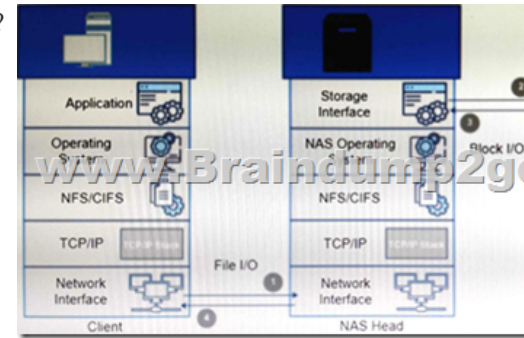 ?
Application
Storage Interface
2
3
Operating System
NAS Operating System
Block I/O
www.Braindump2g
NFS/CIFS
NFS/CIFS
TCP/IP
TCP/IP Stack
TCP/IP
TCP/IP Stack
File I/O
Network Interface
1
Network Interface
4
Client
NAS Head